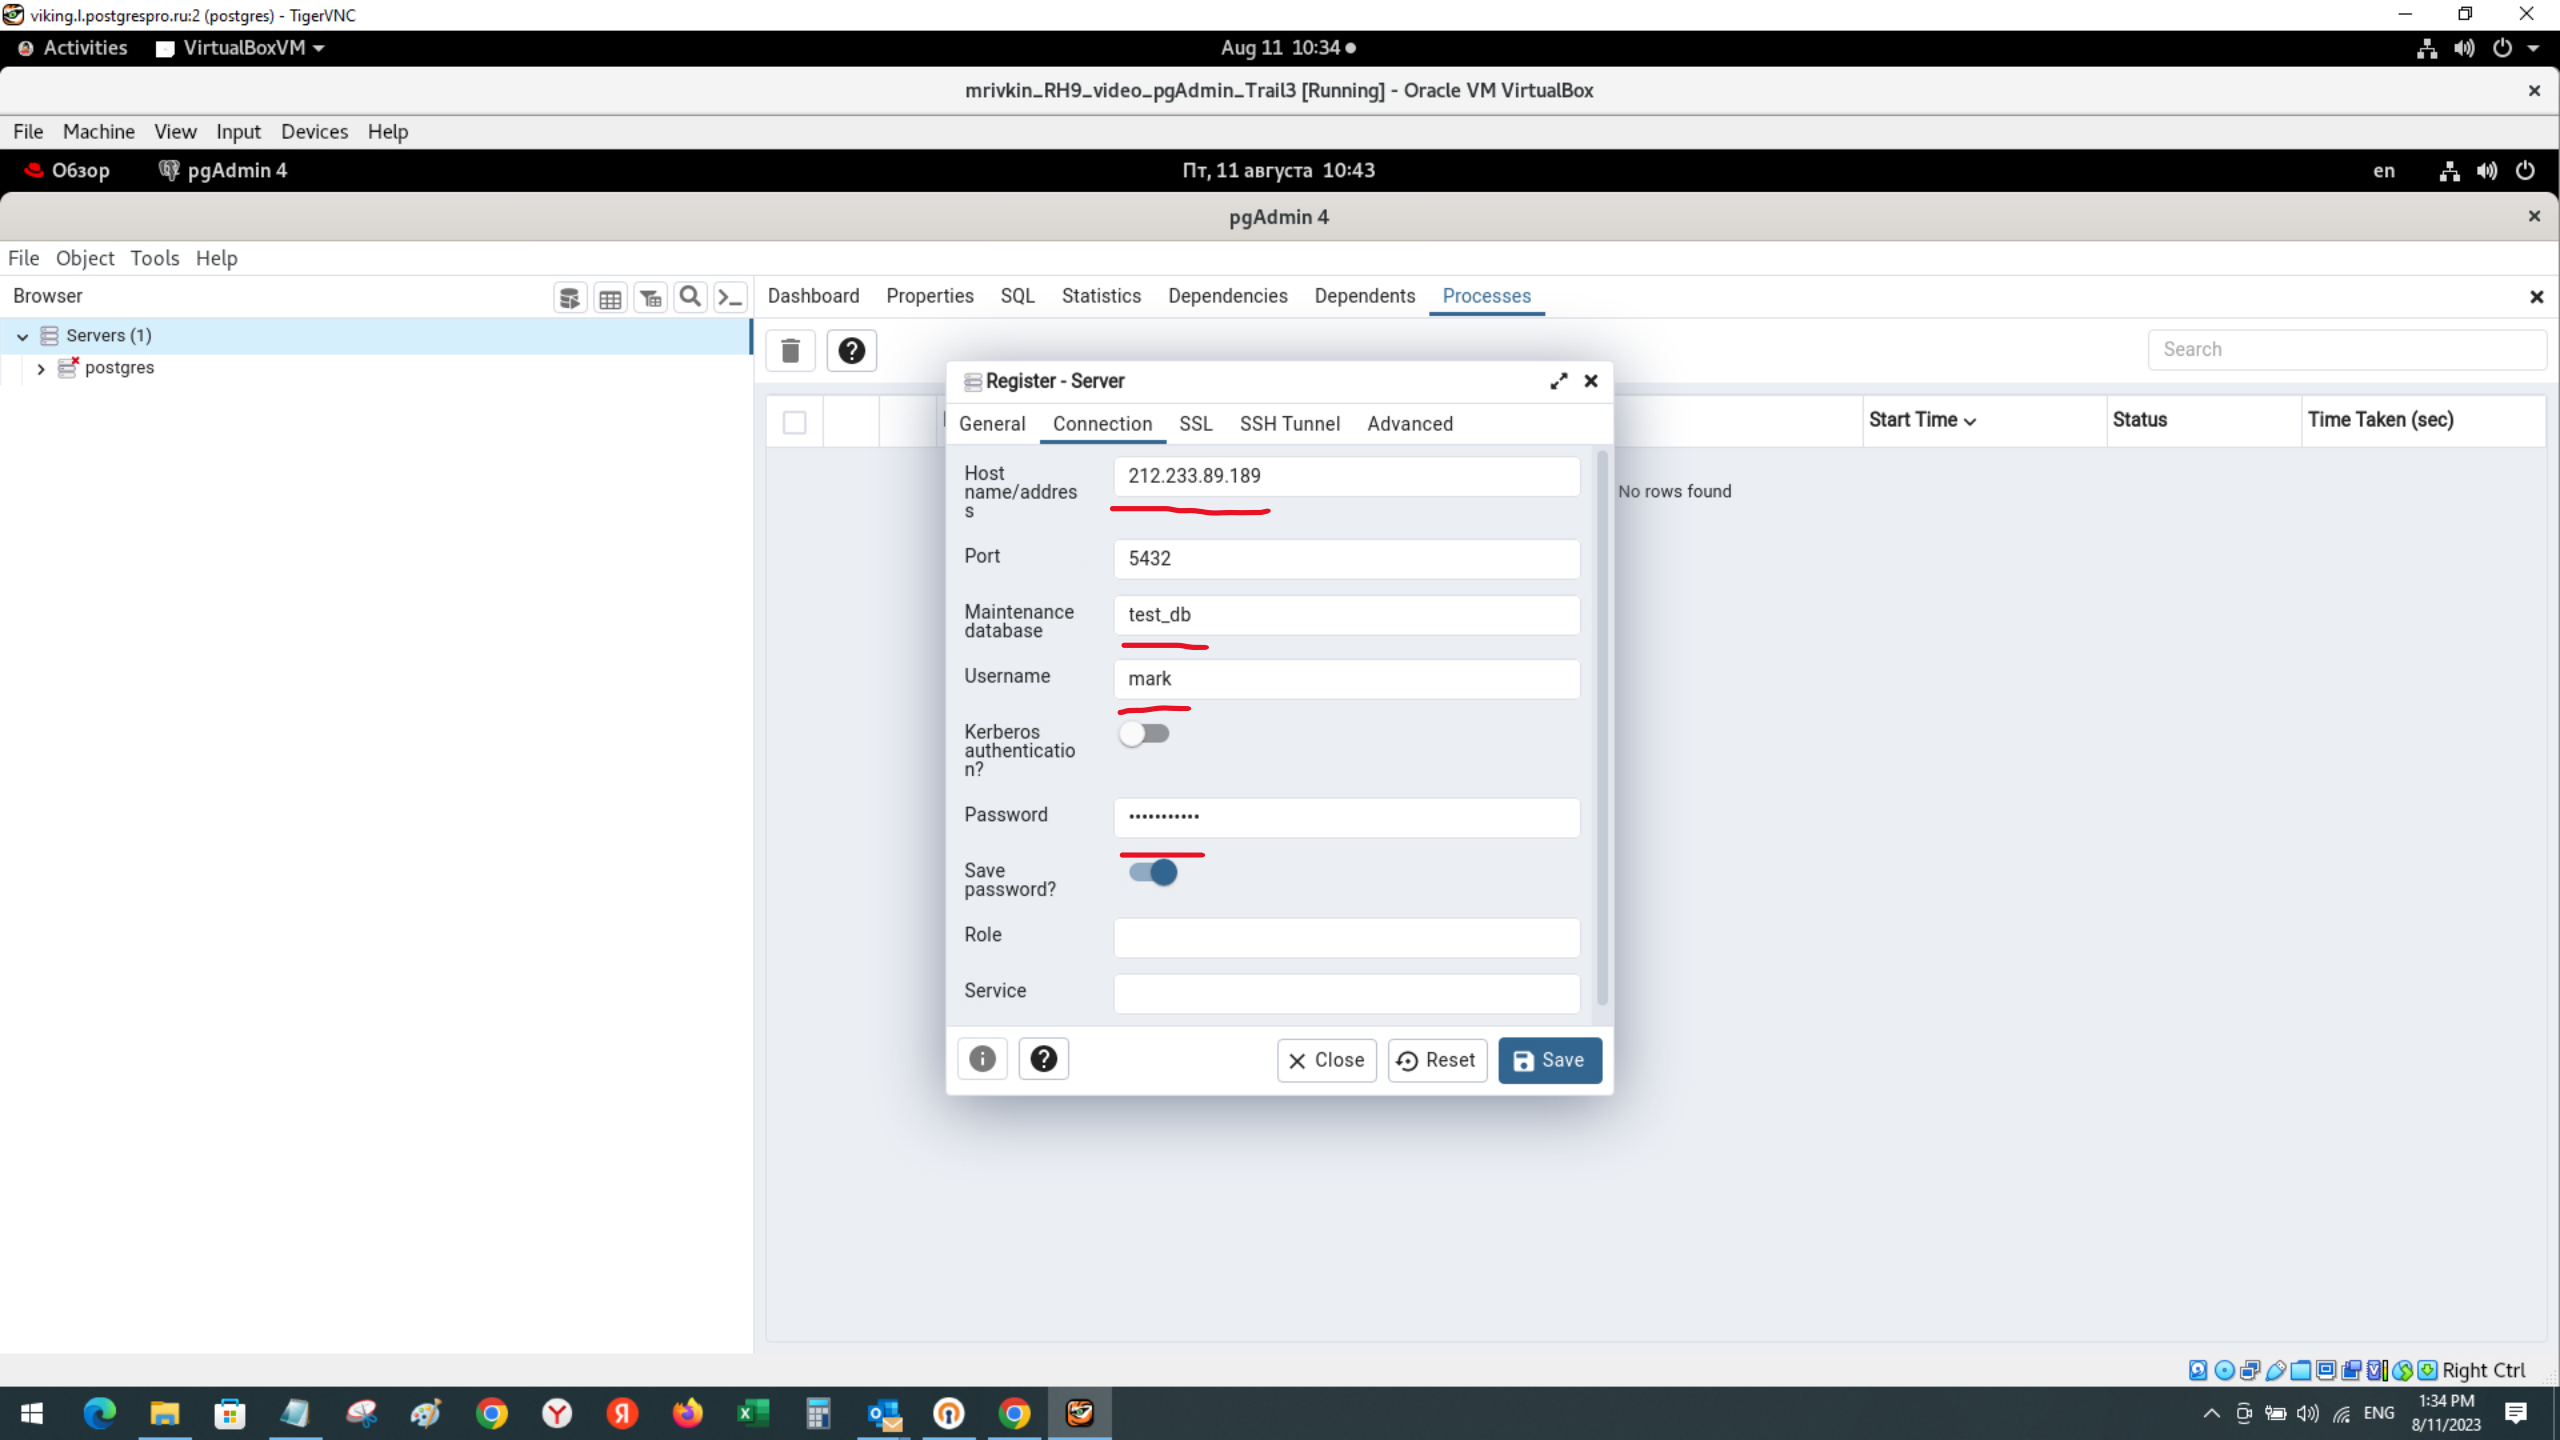 viking.l.postgrespro.ru:2 (postgres) - TigerVNC
Activities VirtualBoxVM Aug 11 10:34
mrivkin_RH9_video_pgAdmin_Trail3 [Running] - Oracle VM VirtualBox
File Machine View Input Devices Help
Обзор pgAdmin 4 Пт, 11 августа 10:43 en
pgAdmin 4
File Object Tools Help
Browser Dashboard Properties SQL Statistics Dependencies Dependents Processes
Servers (1)
postgres
Search
Register - Server
General Connection SSL SSH Tunnel Advanced
Start Time Status Time Taken (sec)
Host name/addres
s
212.233.89.189
No rows found
Port 5432
Maintenance
database
test_db
Username mark
Kerberos
authenticatio
n?
Password •••••••••••
Save
password?
Role
Service
Close Reset Save
Right Ctrl
ENG 1:34 PM
8/11/2023